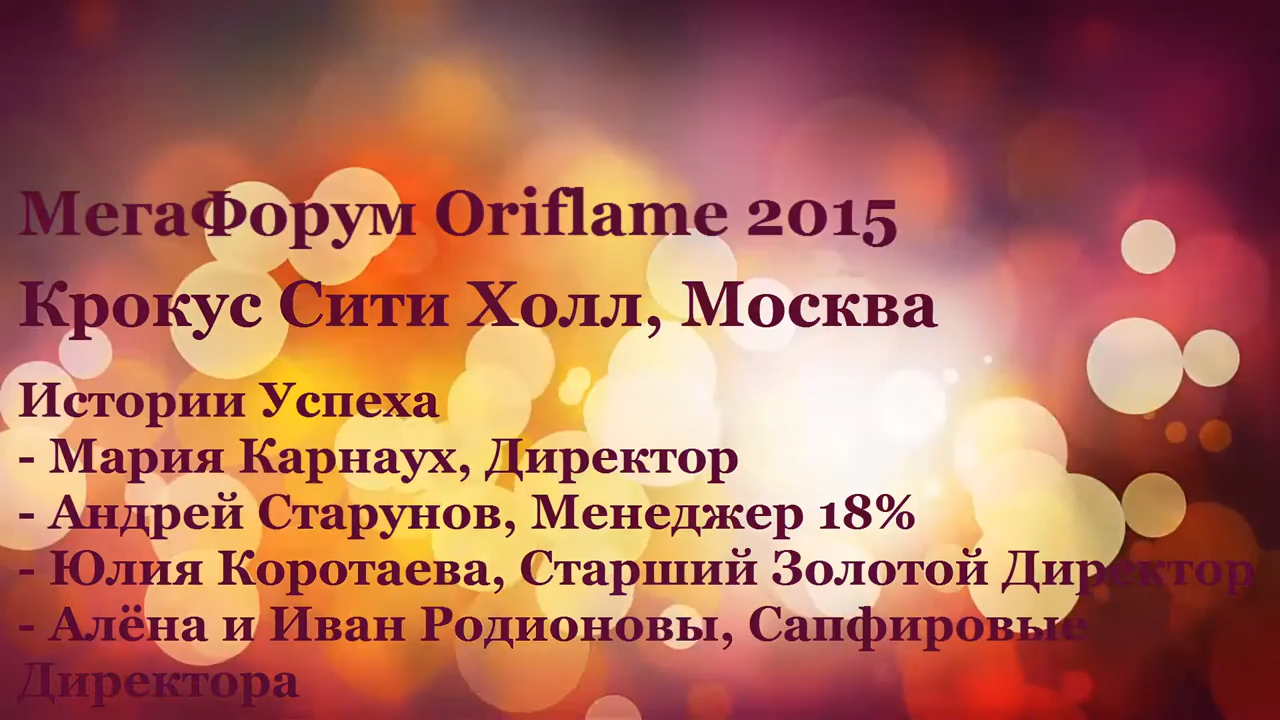 МегаФорум Oriflame 2015
Крокус Сити Холл, Москва
Истории Успеха
- Мария Карнаух, Директор
- Андрей Старунов, Менеджер 18%
- Юлия Коротаева, Старший Золотой Директор
- Алёна и Иван Родионовы, Сапфировые
Директора